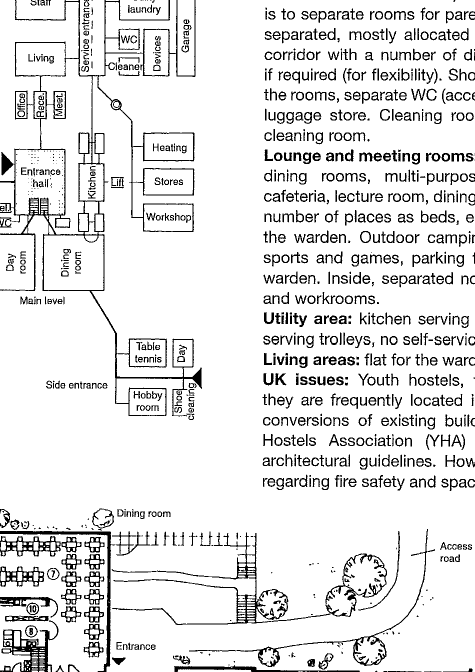 Staff
Utility
laundry
Service entrance
WC
Garage
Living
Devices
Cleaner
Office
Rece.
Meet.
Heating
Entrance
hall
Kitchen
Lift
Stores
WC
Workshop
Day
room
Dining
room
Main level
Table
tennis
Day
Side entrance
Hobby
room
Shoe
cleaning
is to separate rooms for pare
separated, mostly allocated
corridor with a number of di
if required (for flexibility). Sho
the rooms, separate WC (acce
luggage store. Cleaning roo
cleaning room.
Lounge and meeting rooms:
dining rooms, multi-purpos
cafeteria, lecture room, dining
number of places as beds, e
the warden. Outdoor campin
sports and games, parking f
warden. Inside, separated no
and workrooms.
Utility area: kitchen serving
serving trolleys, no self-servic
Living areas: flat for the ward
UK issues: Youth hostels, t
they are frequently located i
conversions of existing build
Hostels Association (YHA)
architectural guidelines. How
regarding fire safety and spac
Dining room
Access
road
7
10
8
Entrance